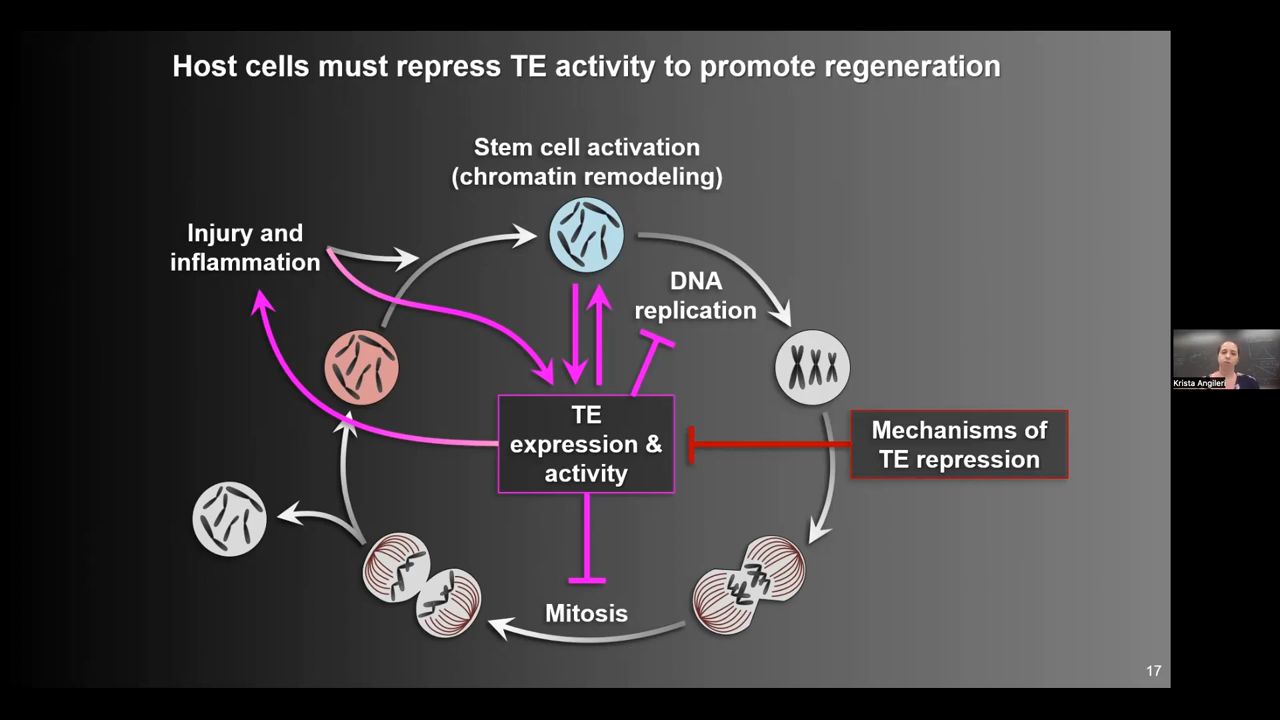 Host cells must repress TE activity to promote regeneration
Stem cell activation
(chromatin remodeling)
Injury and
inflammation
DNA
replication
TE
expression &
activity
Mechanisms of
TE repression
Mitosis
Krista Angileri
17